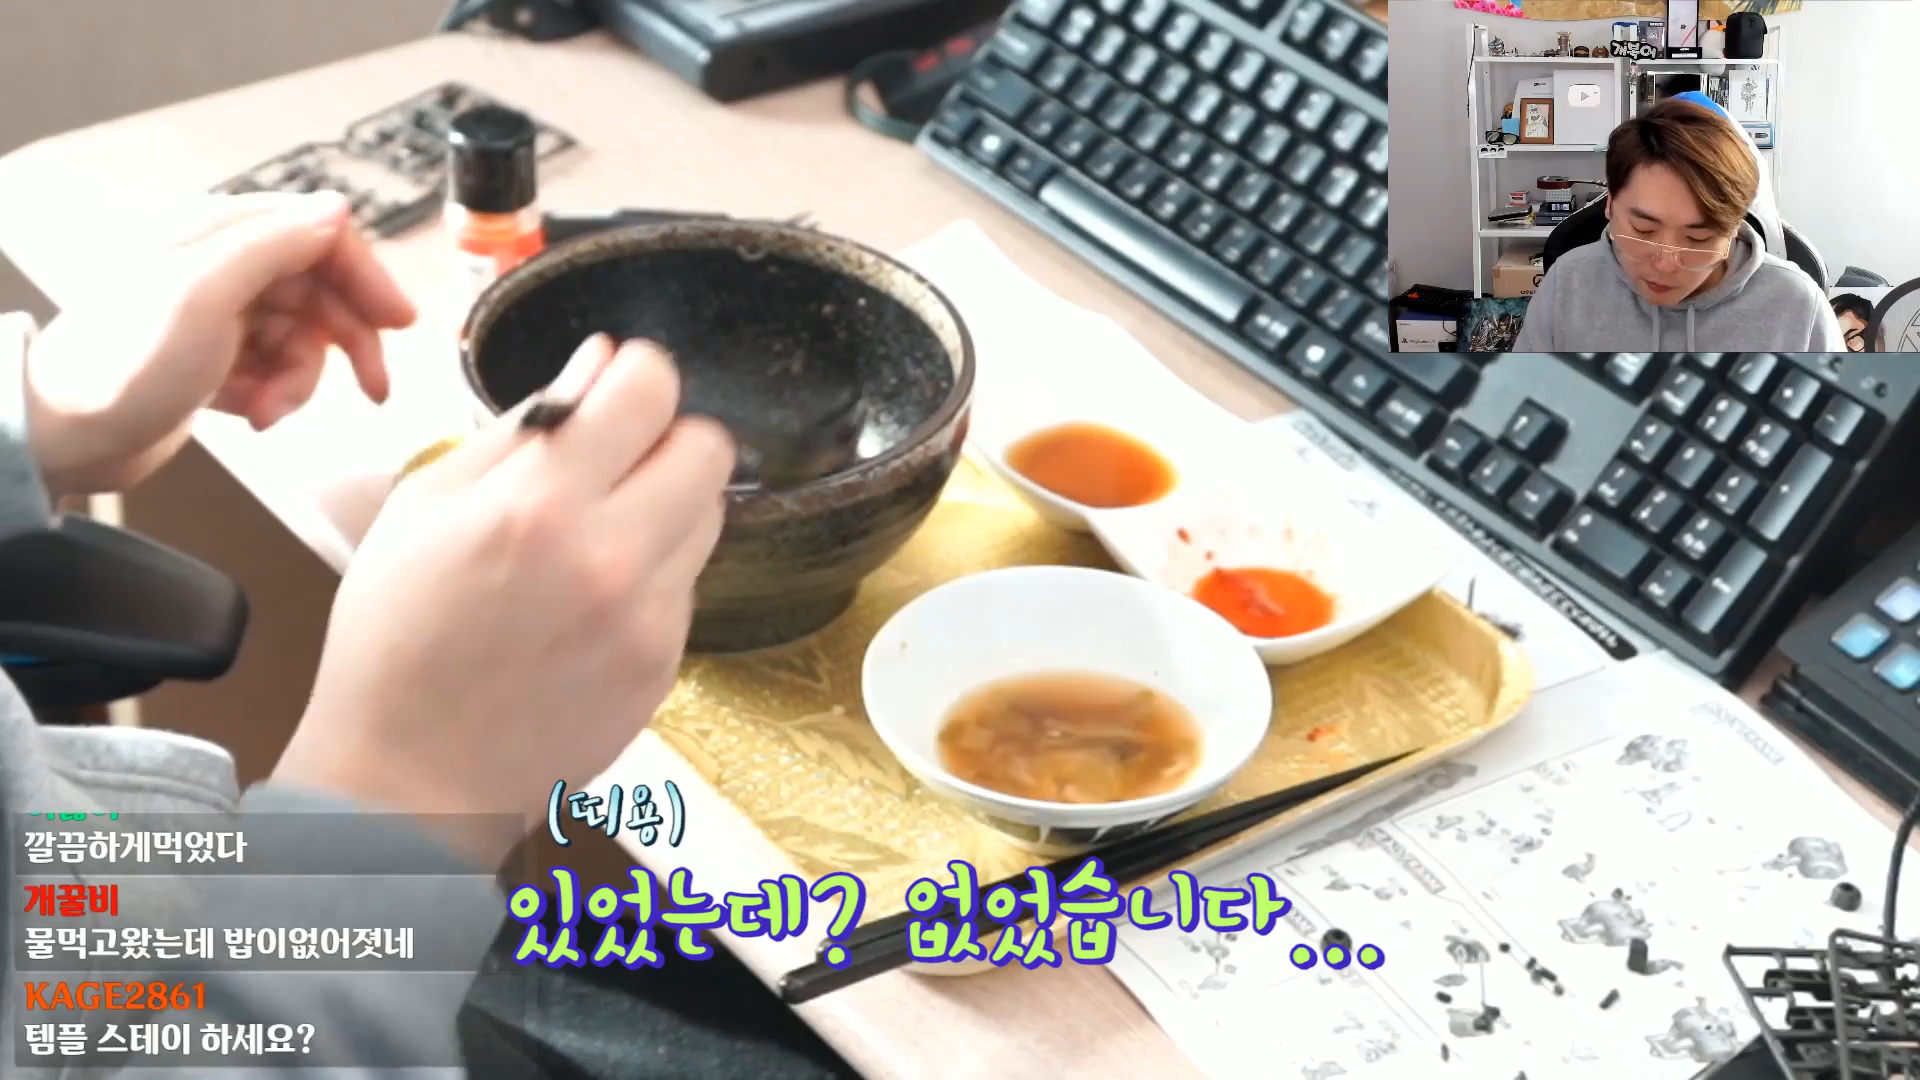 개복어
(띠용)
있었는데? 없었습니다...
깔끔하게먹었다
개꿀비
물먹고왔는데 밥이없어졋네
KAGE2861
템플 스테이 하세요?